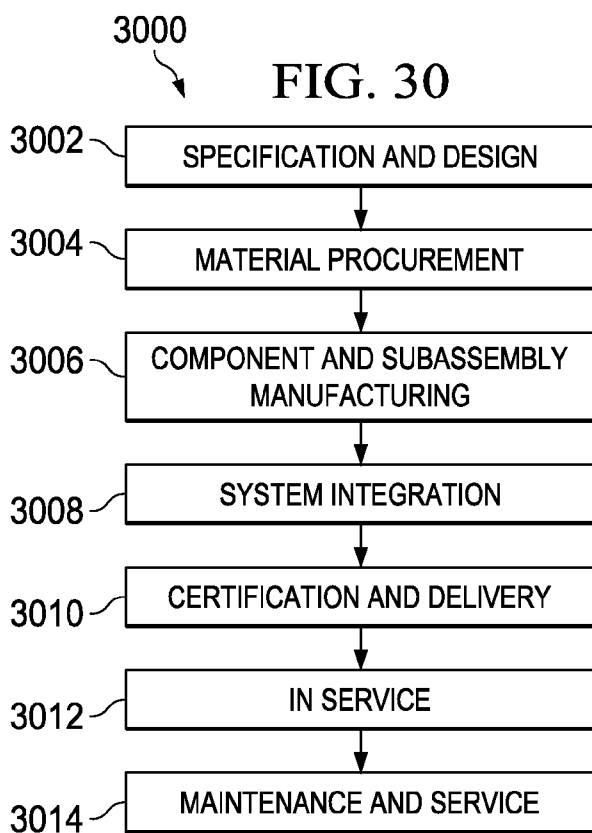 3000
FIG. 30
3002
SPECIFICATION AND DESIGN
3004
MATERIAL PROCUREMENT
3006
COMPONENT AND SUBASSEMBLY
MANUFACTURING
3008
SYSTEM INTEGRATION
3010
CERTIFICATION AND DELIVERY
3012
IN SERVICE
3014
MAINTENANCE AND SERVICE